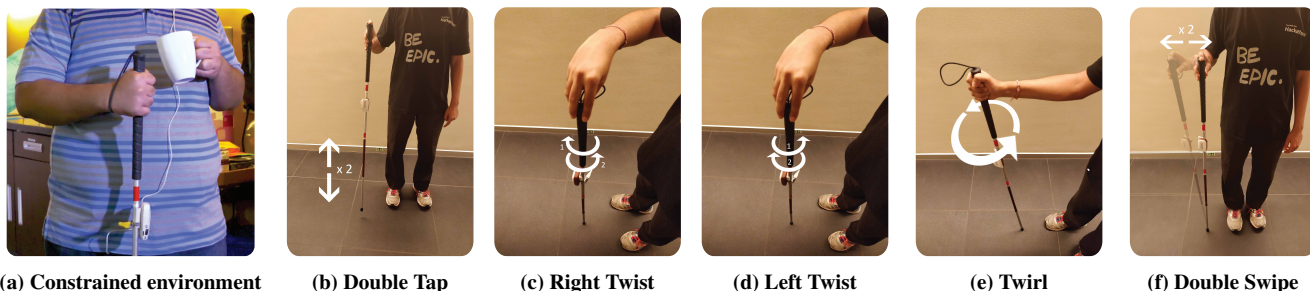 BE
EPIC.
x 2
1
2
1
2
Hackathon
BE
EPIC.
x 2
(a) Constrained environment
(b) Double Tap
(c) Right Twist
(d) Left Twist
(e) Twirl
(f) Double Swipe